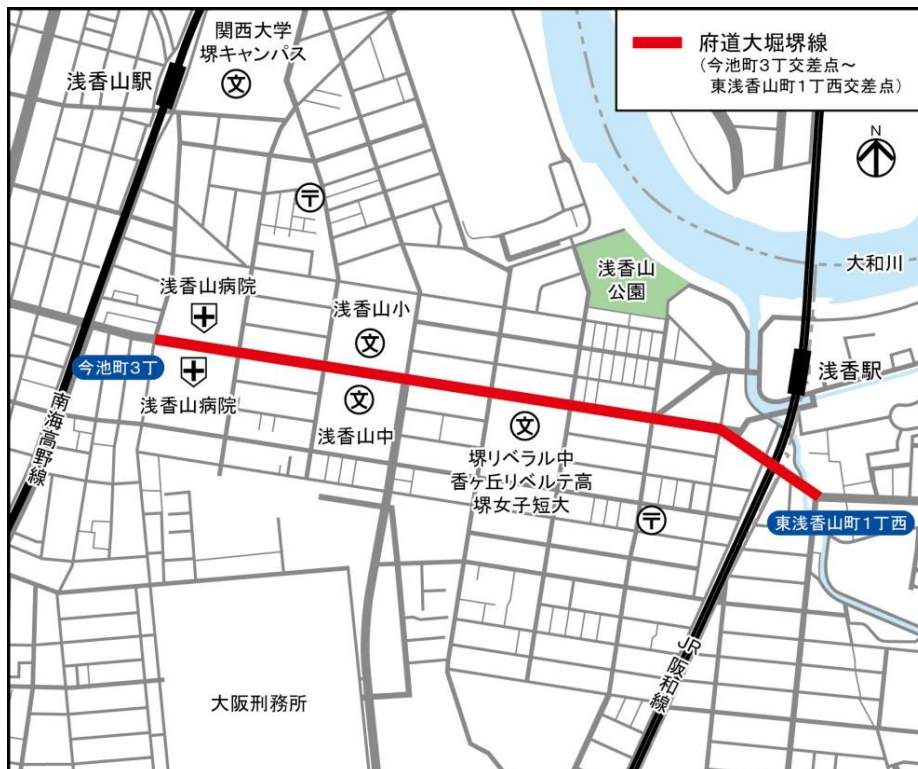 府道大堀堺線
（今池町3丁交差点～
東浅香山町1丁西交差点）
関西大学
堺キャンパス
文
浅香山駅
N
〒
大和川
浅香山
公園
浅香山病院
浅香山小
文
今池町3丁
浅香山病院
文
浅香山中
浅香駅
文
堺リベラル中
香ヶ丘リベルテ高
堺女子短大
南海高野線
〒
東浅香山町1丁西
JR阪和線
大阪刑務所